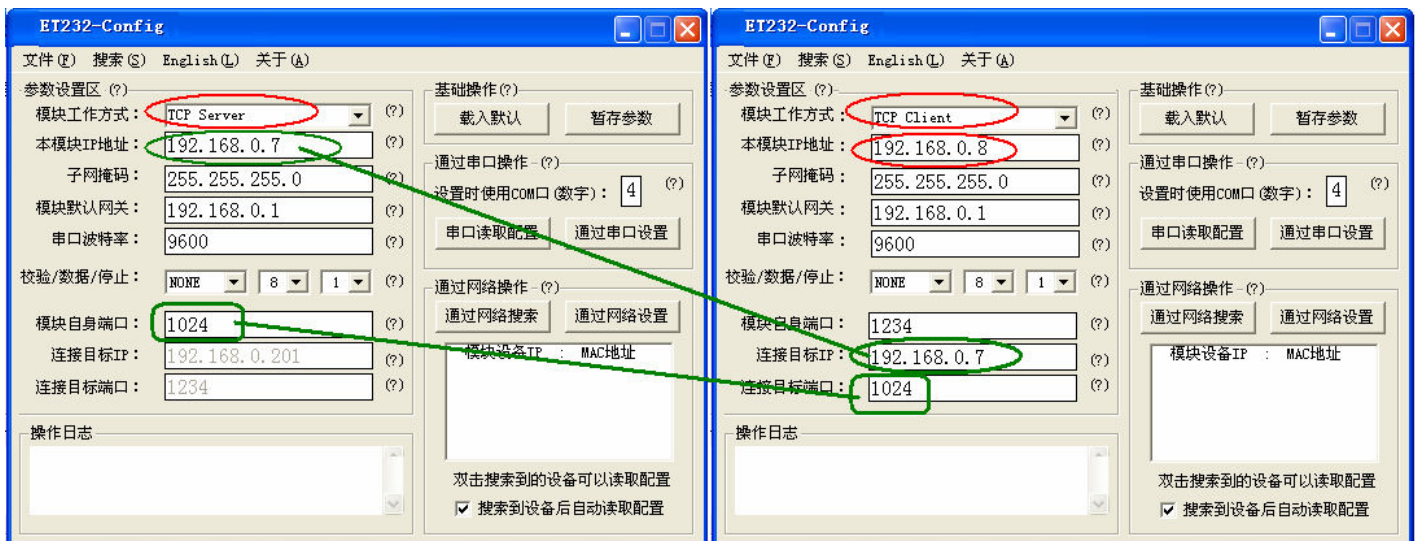 ET232-Config
文件(F) 搜索(S) English(L) 关于(A)
参数设置区 (?)
模块工作方式： TCP Server (?)
本模块IP地址： 192.168.0.7 (?)
子网掩码： 255.255.255.0 (?)
模块默认网关： 192.168.0.1 (?)
串口波特率： 9600 (?)
校验/数据/停止： NONE 8 1 (?)
模块自身端口： 1024 (?)
连接目标IP： 192.168.0.201 (?)
连接目标端口： 1234 (?)
操作日志
基础操作(?)
载入默认 暂存参数
通过串口操作-(?)
设置时使用COM口(数字)： 4 (?)
串口读取配置 通过串口设置
通过网络操作-(?)
通过网络搜索 通过网络设置
模块设备IP : MAC地址
双击搜索到的设备可以读取配置
搜索到设备后自动读取配置
ET232-Config
文件(F) 搜索(S) English(L) 关于(A)
参数设置区 (?)
模块工作方式： TCP Client (?)
本模块IP地址： 192.168.0.8 (?)
子网掩码： 255.255.255.0 (?)
模块默认网关： 192.168.0.1 (?)
串口波特率： 9600 (?)
校验/数据/停止： NONE 8 1 (?)
模块自身端口： 1234 (?)
连接目标IP： 192.168.0.7 (?)
连接目标端口： 1024 (?)
操作日志
基础操作(?)
载入默认 暂存参数
通过串口操作-(?)
设置时使用COM口(数字)： 4 (?)
串口读取配置 通过串口设置
通过网络操作-(?)
通过网络搜索 通过网络设置
模块设备IP : MAC地址
双击搜索到的设备可以读取配置
搜索到设备后自动读取配置